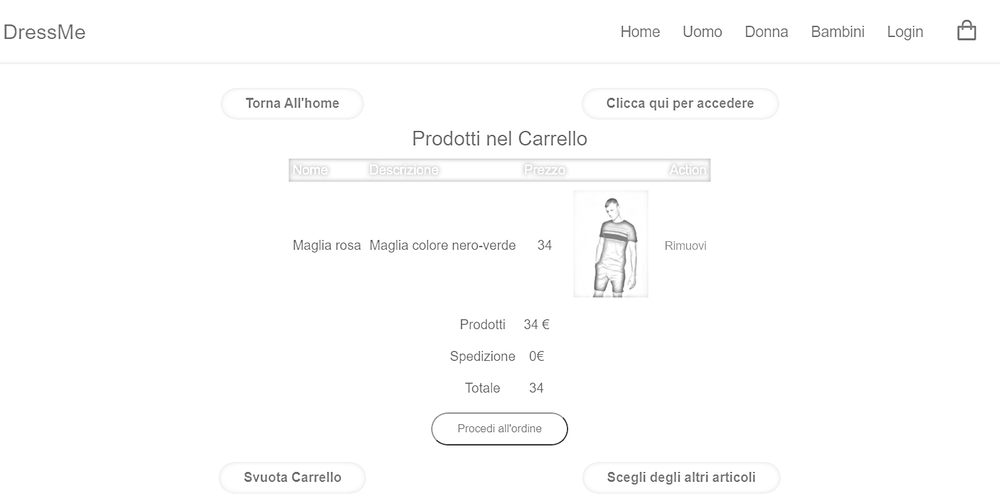 DressMe Home Uomo Donna Bambini Login
Torna All'home Clicca qui per accedere
Prodotti nel Carrello
Nome Descrizione Prezzo Action
Maglia rosa Maglia colore nero-verde 34 Rimuovi
Prodotti 34 €
Spedizione 0€
Totale 34
Procedi all'ordine
Svuota Carrello Scegli degli altri articoli